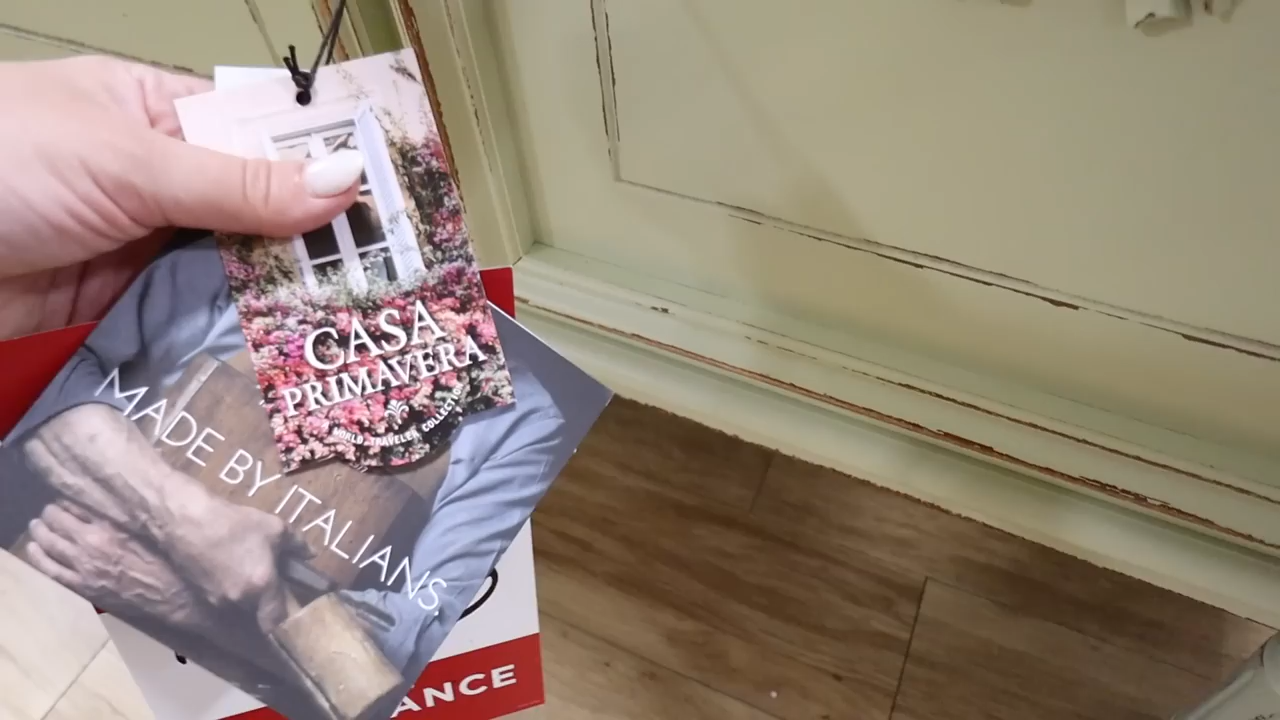 CASA
PRIMAVERA
WORLD TRAVELER COLLECTION
MADE BY ITALIANS.
ANCE